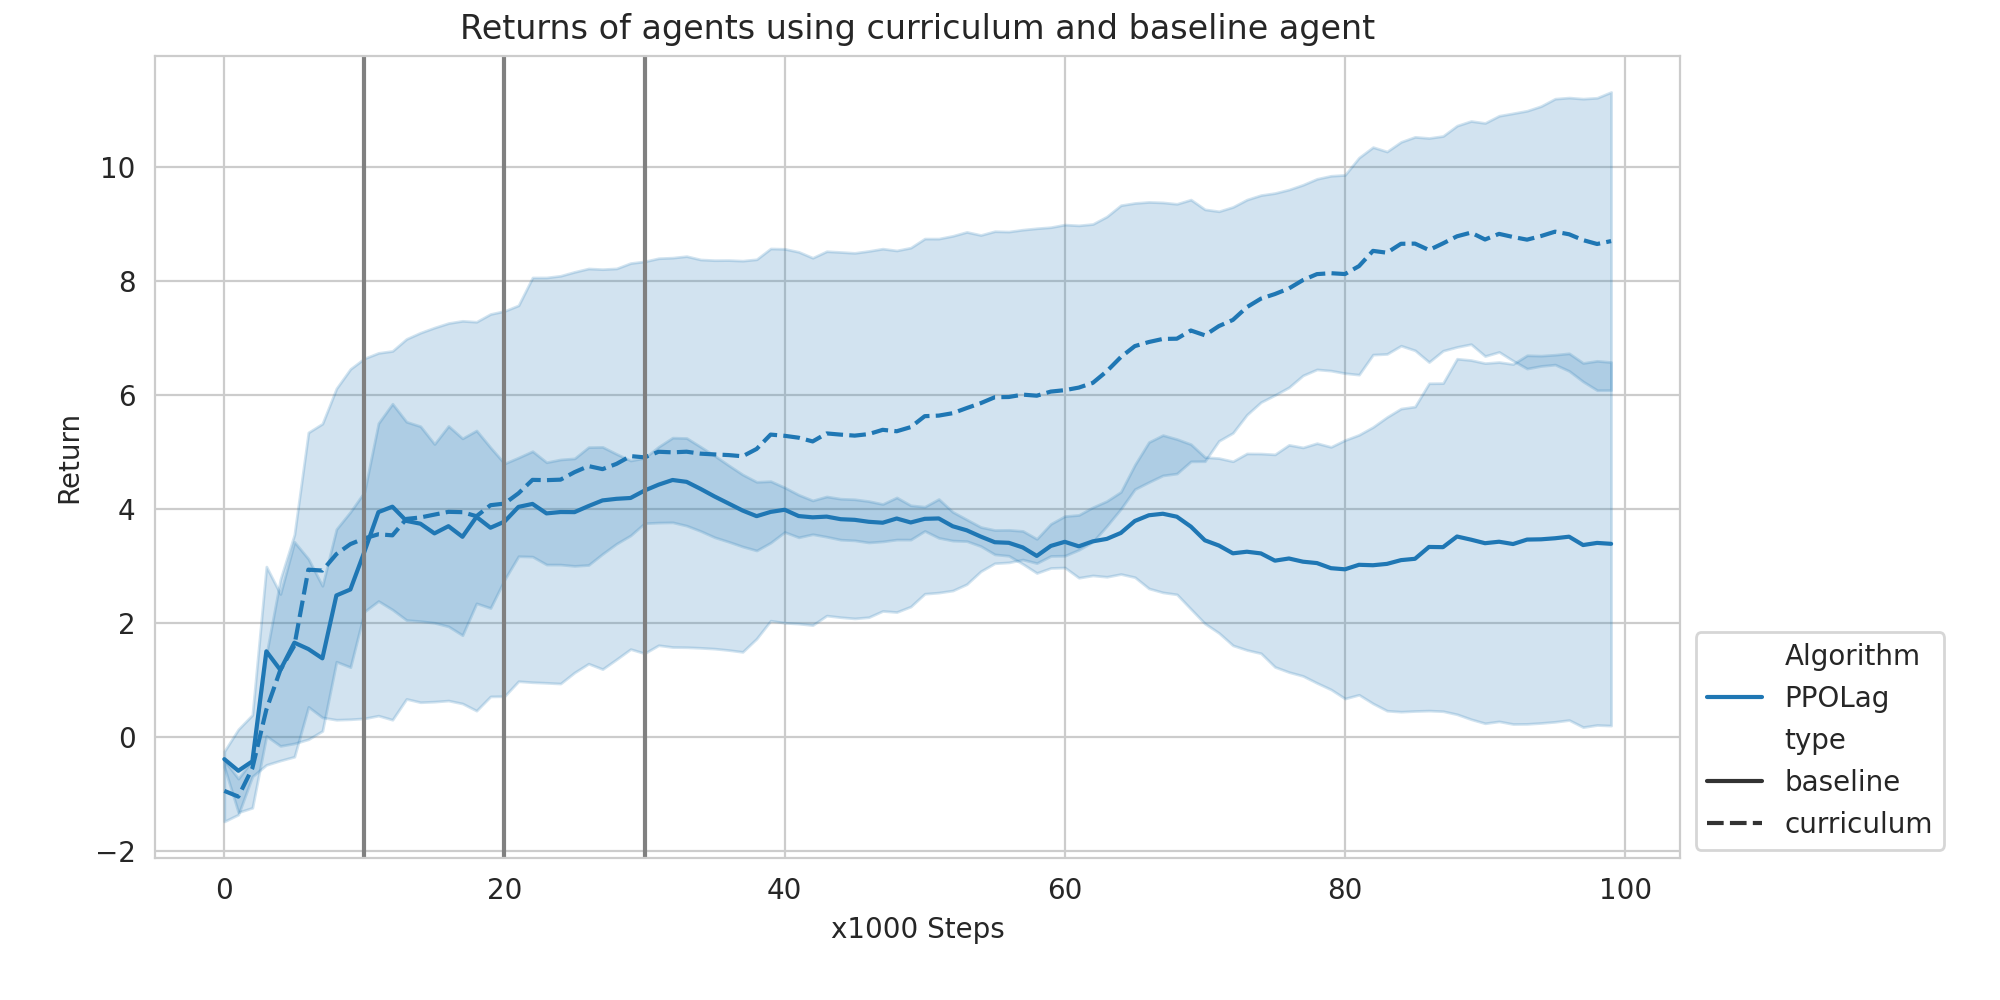 Returns of agents using curriculum and baseline agent
10
8
6
4
2
0
−2
Return
0 20 40 60 80 100
x1000 Steps
Algorithm
PPOLag
type
baseline
curriculum